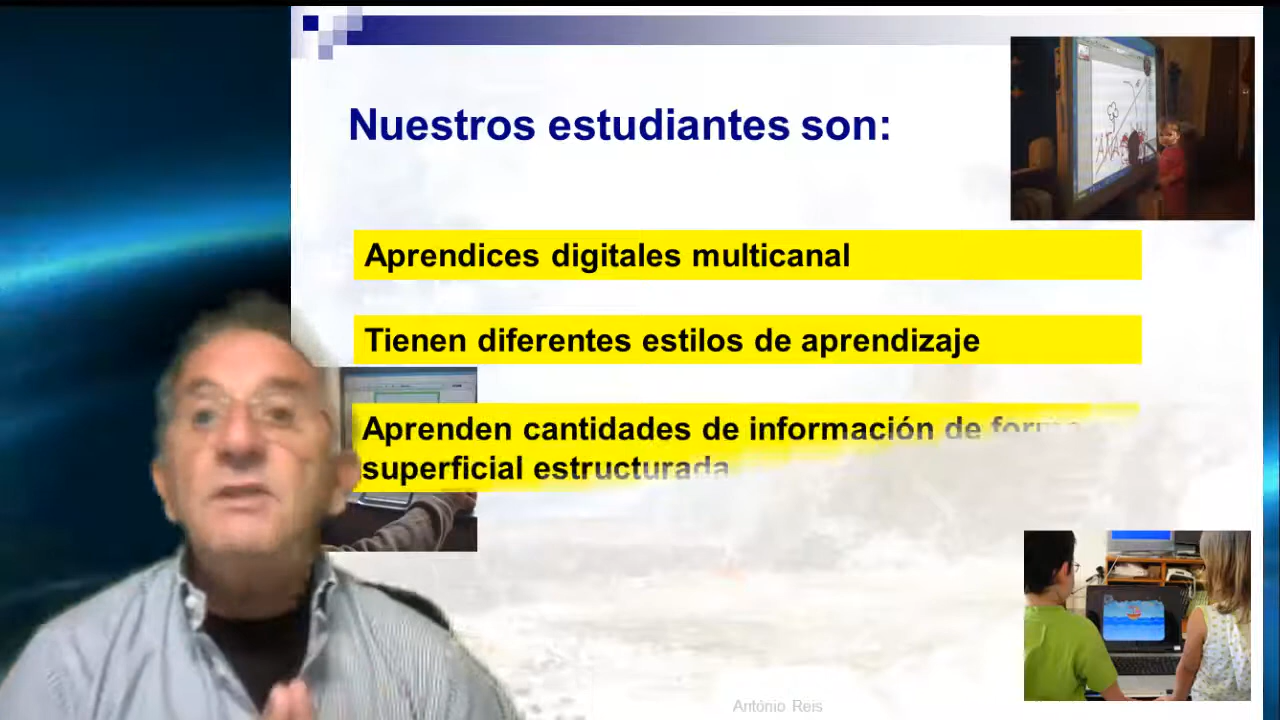 Nuestros estudiantes son:
Aprendices digitales multicanal
Tienen diferentes estilos de aprendizaje
Aprenden cantidades de información de forma
superficial estructurada
António Reis